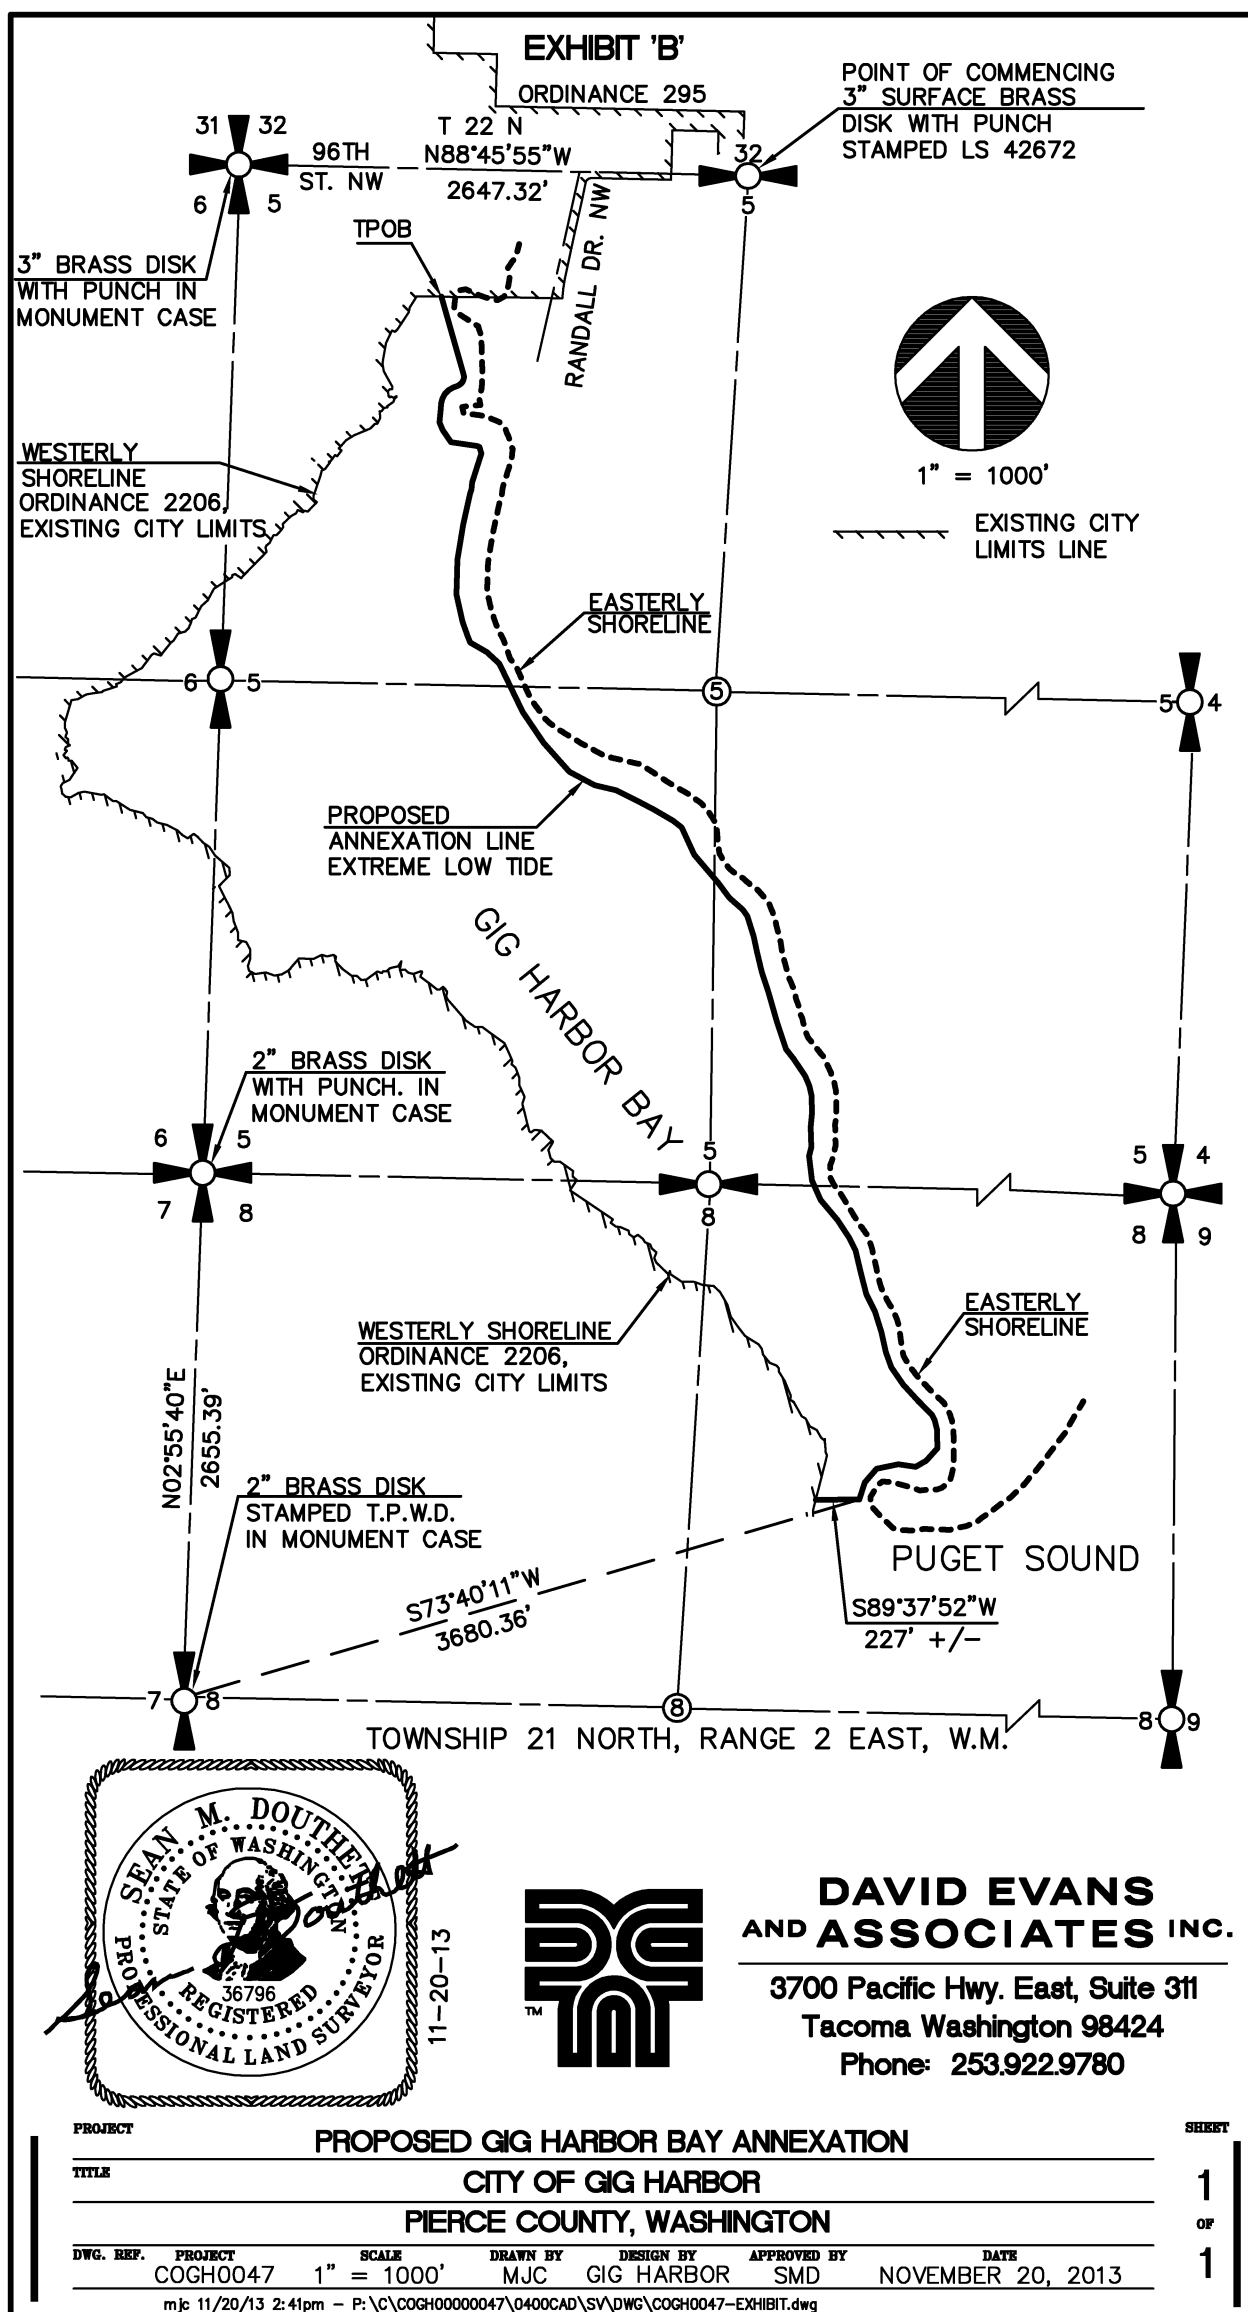 EXHIBIT 'B'
ORDINANCE 295
POINT OF COMMENCING
3" SURFACE BRASS
DISK WITH PUNCH
STAMPED LS 42672
31 32
6 5
96TH
ST. NW
T 22 N
N88°45'55"W
2647.32'
32
5
TPOB
RANDALL DR. NW
3" BRASS DISK
WITH PUNCH IN
MONUMENT CASE
1" = 1000'
EXISTING CITY
LIMITS LINE
WESTERLY
SHORELINE
ORDINANCE 2206,
EXISTING CITY LIMITS
EASTERLY
SHORELINE
6 5
5
5 4
PROPOSED
ANNEXATION LINE
EXTREME LOW TIDE
GIG HARBOR BAY
2" BRASS DISK
WITH PUNCH. IN
MONUMENT CASE
6 5
7 8
5
8
5 4
8 9
EASTERLY
SHORELINE
WESTERLY SHORELINE
ORDINANCE 2206,
EXISTING CITY LIMITS
N02°55'40"E
2655.39'
2" BRASS DISK
STAMPED T.P.W.D.
IN MONUMENT CASE
PUGET SOUND
S73°40'11"W
3680.36'
S89°37'52"W
227' +/-
7 8
8
8 9
TOWNSHIP 21 NORTH, RANGE 2 EAST, W.M.
SEAN M. DOUTHETT
STATE OF WASHINGTON
36796
REGISTERED
PROFESSIONAL LAND SURVEYOR
11-20-13
TM
DAVID EVANS
AND ASSOCIATES INC.
3700 Pacific Hwy. East, Suite 311
Tacoma Washington 98424
Phone: 253.922.9780
PROJECT
PROPOSED GIG HARBOR BAY ANNEXATION
SHEET
TITLE
CITY OF GIG HARBOR
1
PIERCE COUNTY, WASHINGTON
OF
DWG. REF. PROJECT SCALE DRAWN BY DESIGN BY APPROVED BY DATE
1
COGH0047 1" = 1000' MJC GIG HARBOR SMD NOVEMBER 20, 2013
mjc 11/20/13 2:41pm - P:\C\COGH00000047\0400CAD\SV\DWG\COGH0047-EXHIBIT.dwg